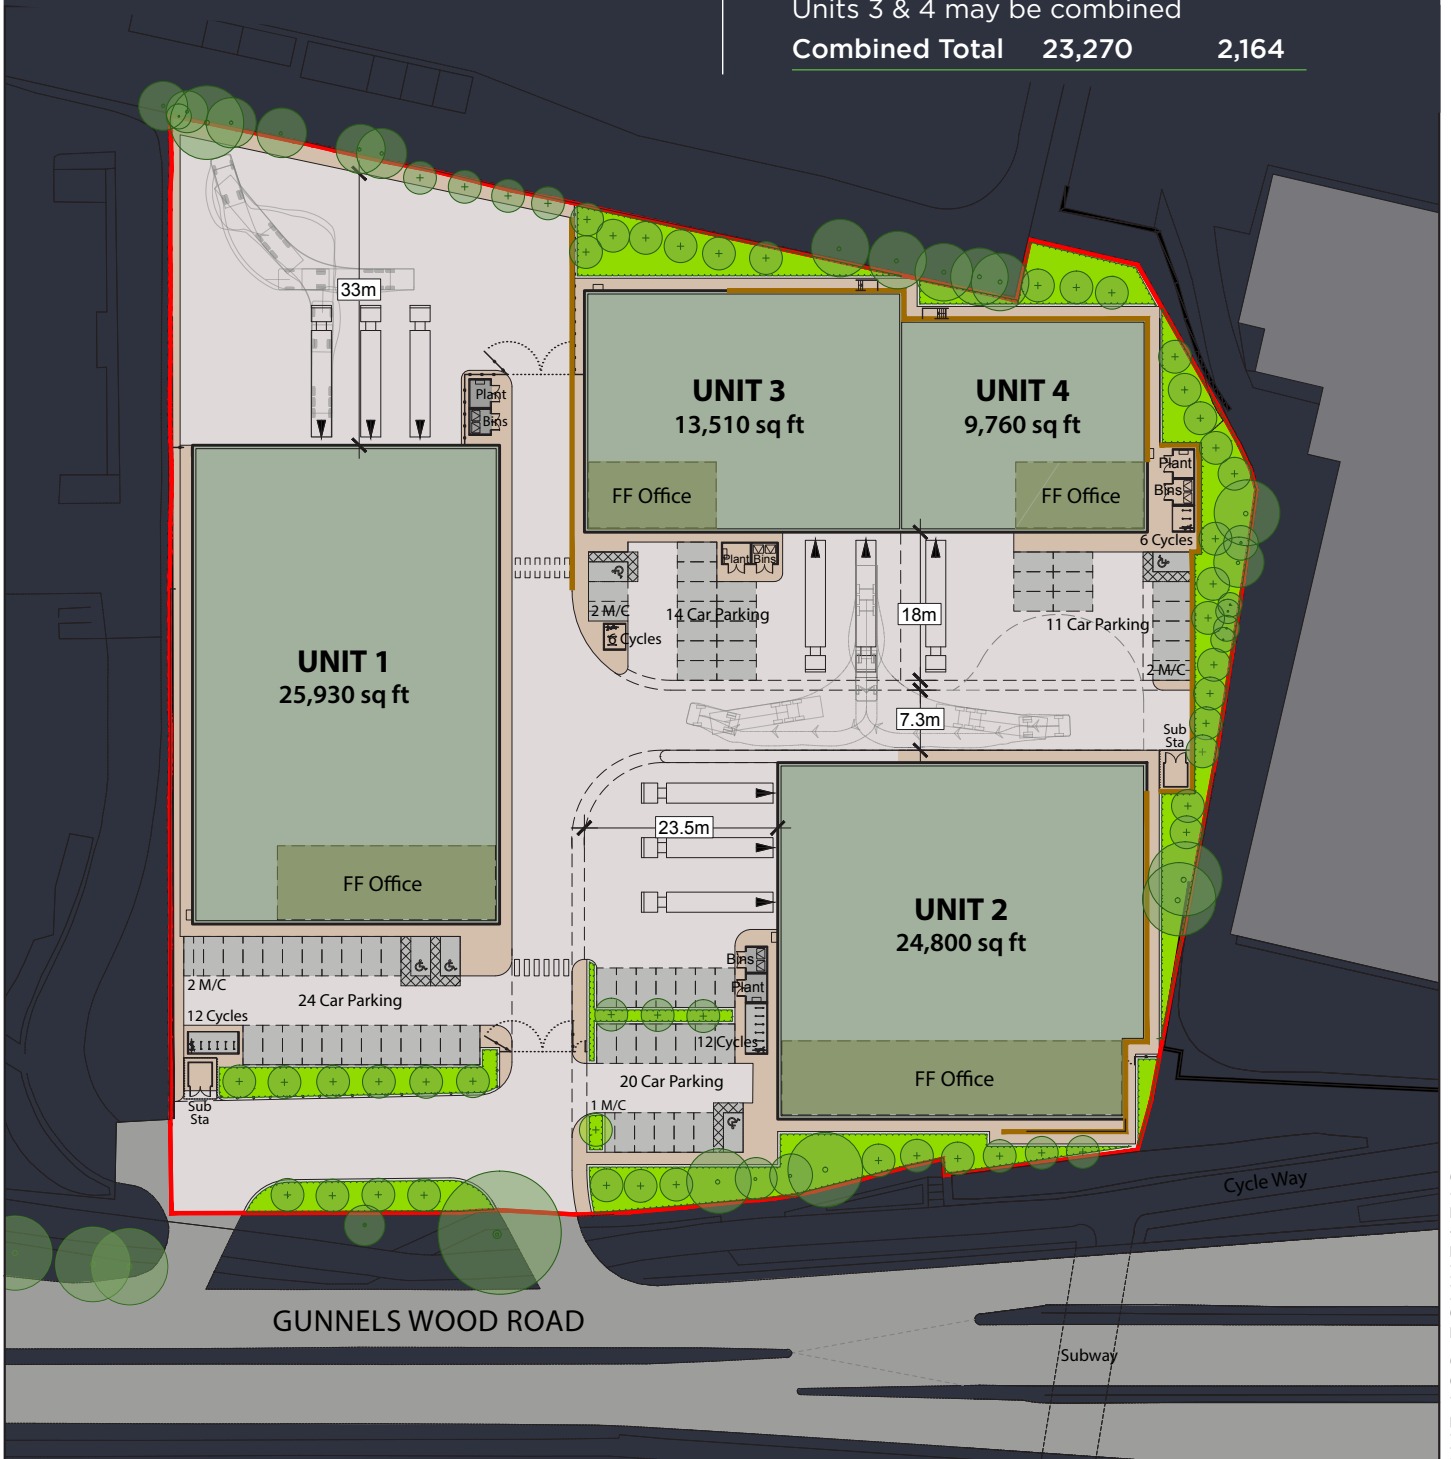 Units 3 & 4 may be combined
Combined Total 23,270 2,164
33m
Plant
Bins
UNIT 3
13,510 sq ft
FF Office
UNIT 4
9,760 sq ft
FF Office
Plant
Bins
6 Cycles
Plant Bins
2 M/C
14 Car Parking
6 Cycles
18m
11 Car Parking
2 M/C
UNIT 1
25,930 sq ft
FF Office
7.3m
Sub
Sta
23.5m
UNIT 2
24,800 sq ft
FF Office
Bins
Plant
12 Cycles
2 M/C
24 Car Parking
12 Cycles
Sub
Sta
20 Car Parking
1 M/C
Cycle Way
GUNNELS WOOD ROAD
Subway